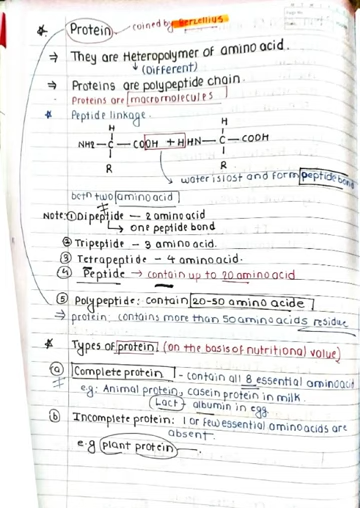 * Protein - coined by Berzelius
⇒ They are Heteropolymer of amino acid.
↓ (Different)
⇒ Proteins are polypeptide chain.
Proteins are macromolecules
* Peptide linkage.
H H
NH2—C—COOH + HHN—C—COOH
R R
water is lost and form peptide bond
betn two amino acid
Note: ① Dipeptide — 2 amino acid
↳ one peptide bond
② Tripeptide — 3 amino acid.
③ Tetrapeptide — 4 amino acid.
④ Peptide → contain up to 20 amino acid
⑤ Polypeptide: contain 20-50 amino acide
⇒ protein, contains more than 50 amino acids residue
* Types of protein (on the basis of nutritional value)
ⓐ Complete protein - contain all 8 essential amino acid
eg: Animal protein, casein protein in milk.
Lact albumin in egg.
ⓑ Incomplete protein: 1 or few essential amino acids are
absent.
e.g plant protein